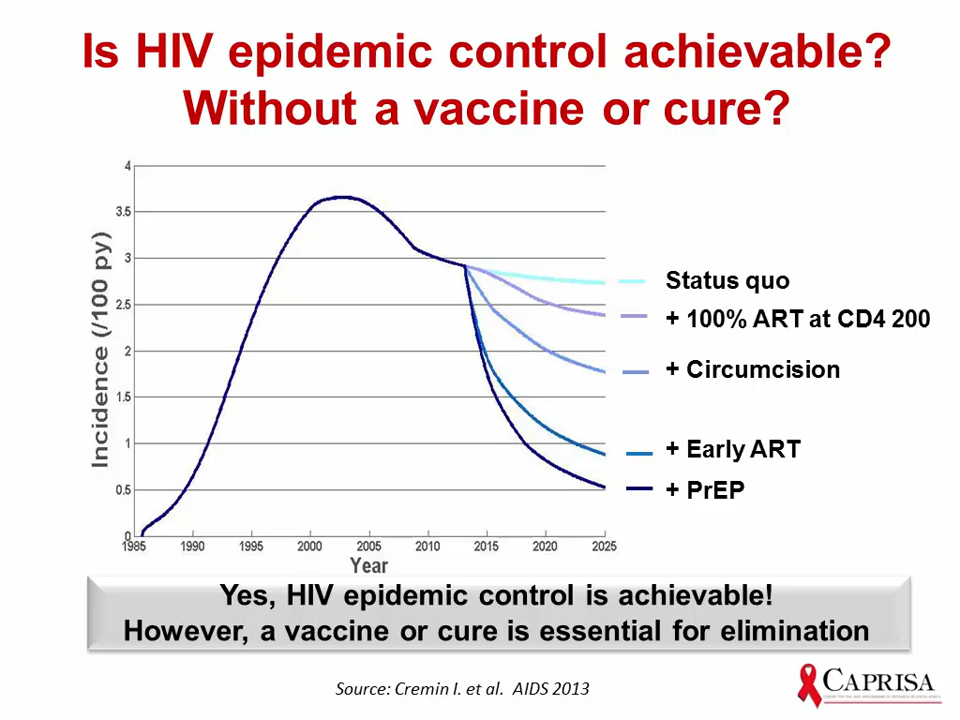 Is HIV epidemic control achievable?
Without a vaccine or cure?
4
3.5
3
2.5
2
1.5
1
0.5
0
Incidence (/100 py)
1985 1990 1995 2000 2005 2010 2015 2020 2025
Year
Status quo
+ 100% ART at CD4 200
+ Circumcision
+ Early ART
+ PrEP
Yes, HIV epidemic control is achievable!
However, a vaccine or cure is essential for elimination
Source: Cremin I. et al. AIDS 2013
CAPRISA